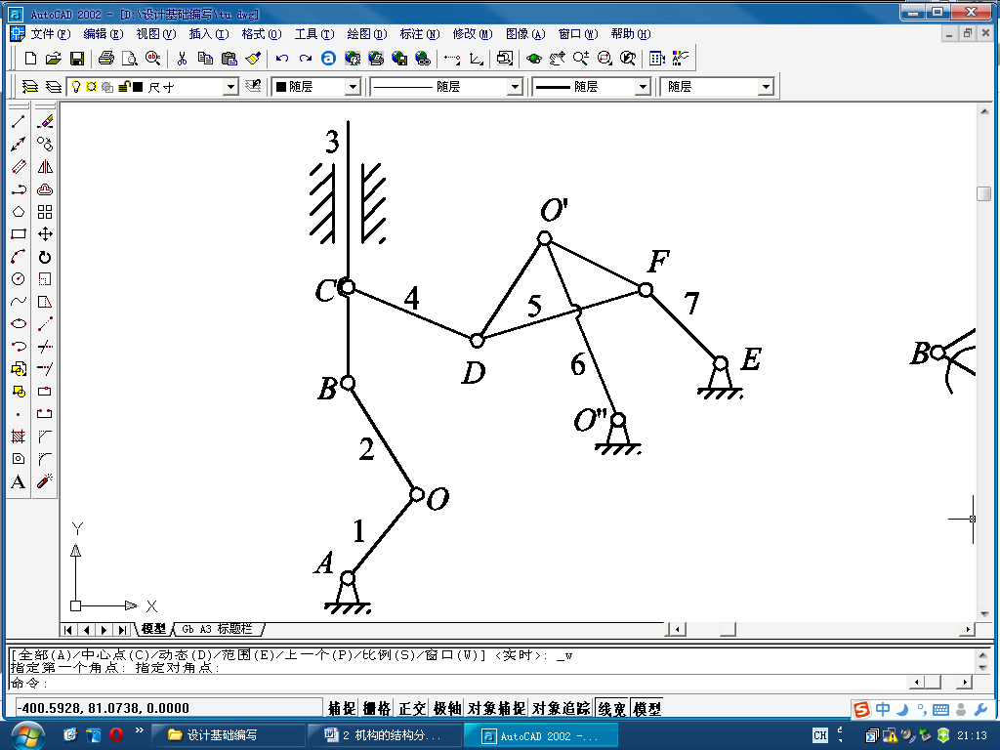 AutoCAD 2002 - [D:\设计基础编写\tu dwg]
文件(F) 编辑(E) 视图(V) 插入(I) 格式(O) 工具(T) 绘图(D) 标注(N) 修改(M) 图像(A) 窗口(W) 帮助(H)
尺寸 随层 随层 随层 随层
3
O'
F
C
4
5
7
D
6
E
B
B
O"
2
O
1
A
Y
X
A
模型 Gb A3 标题栏
[全部(A)/中心点(C)/动态(D)/范围(E)/上一个(P)/比例(S)/窗口(W)] <实时>: _w
指定第一个角点: 指定对角点:
命令:
-400.5928, 81.0738, 0.0000
捕捉 栅格 正交 极轴 对象捕捉 对象追踪 线宽 模型
中
设计基础编写
2 机构的结构分...
AutoCAD 2002 -...
CH
21:13